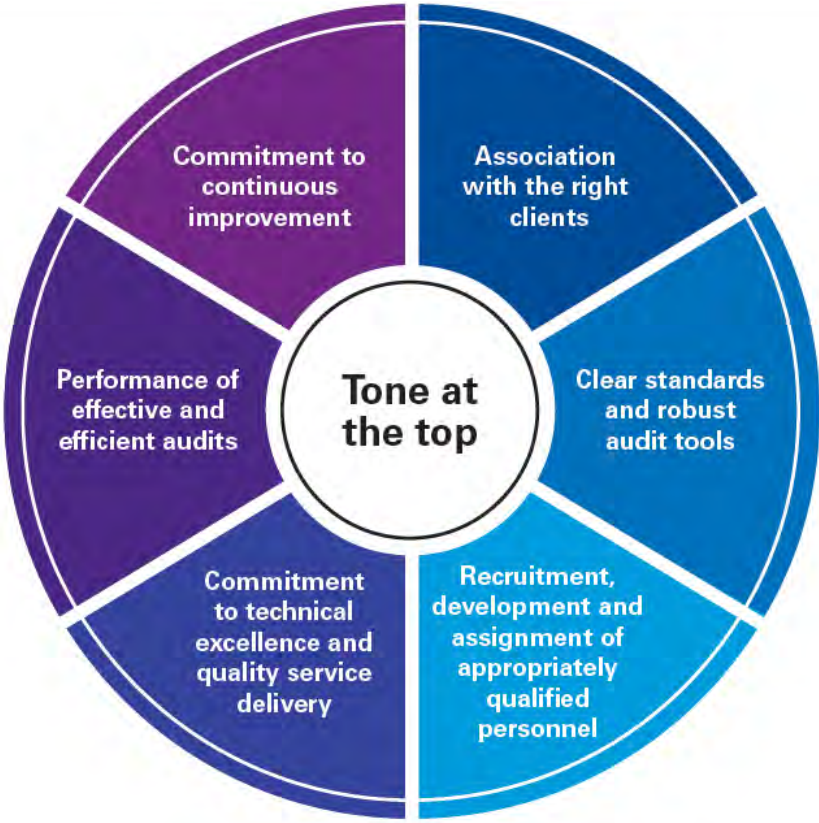 Commitment to
continuous
improvement
Association
with the right
clients
Performance of
effective and
efficient audits
Tone at
the top
Clear standards
and robust
audit tools
Commitment
to technical
excellence and
quality service
delivery
Recruitment,
development and
assignment of
appropriately
qualified
personnel